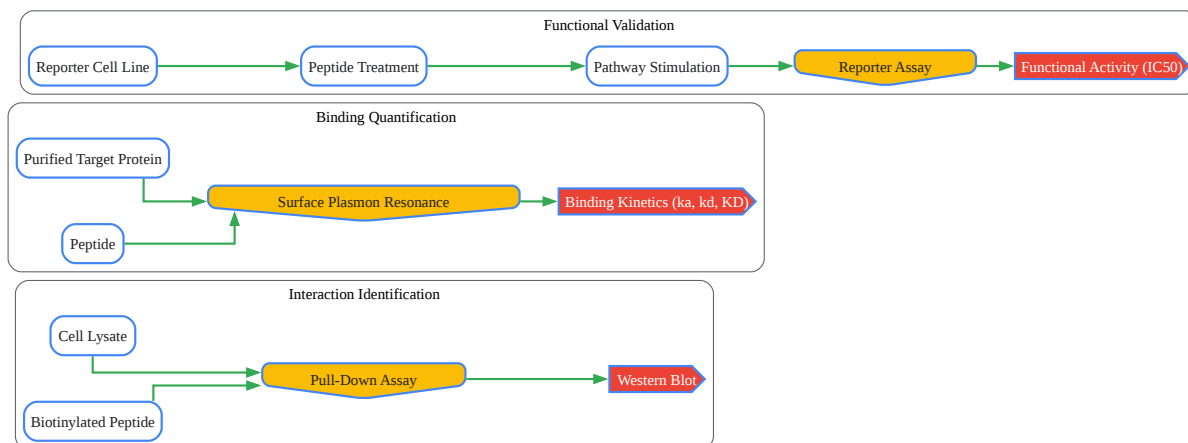 Functional Validation
Reporter Cell Line
Peptide Treatment
Pathway Stimulation
Reporter Assay
Functional Activity (IC50)
Binding Quantification
Purified Target Protein
Surface Plasmon Resonance
Binding Kinetics (ka, kd, KD)
Peptide
Interaction Identification
Cell Lysate
Pull-Down Assay
Western Blot
Biotinylated Peptide